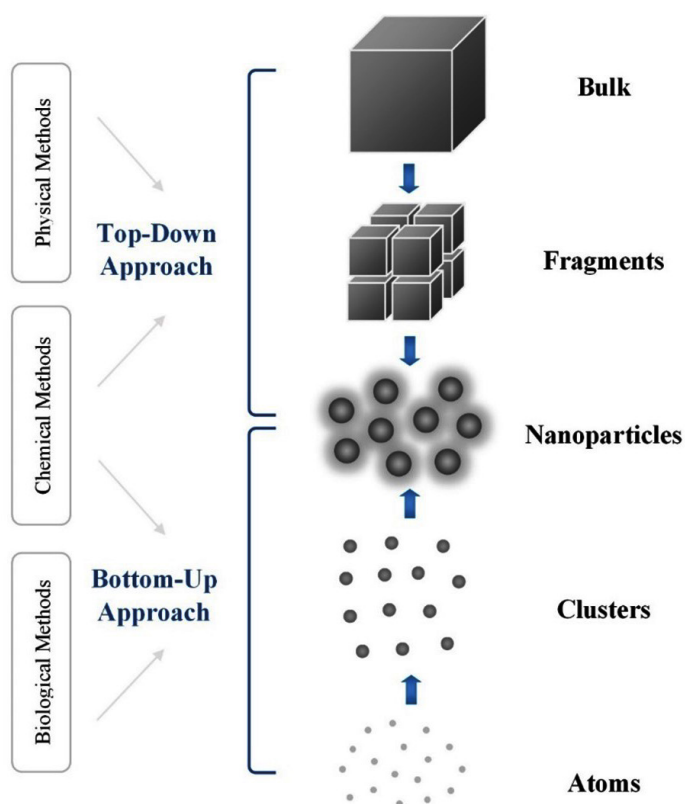 Physical Methods
Chemical Methods
Biological Methods
Top-Down
Approach
Bottom-Up
Approach
Bulk
Fragments
Nanoparticles
Clusters
Atoms